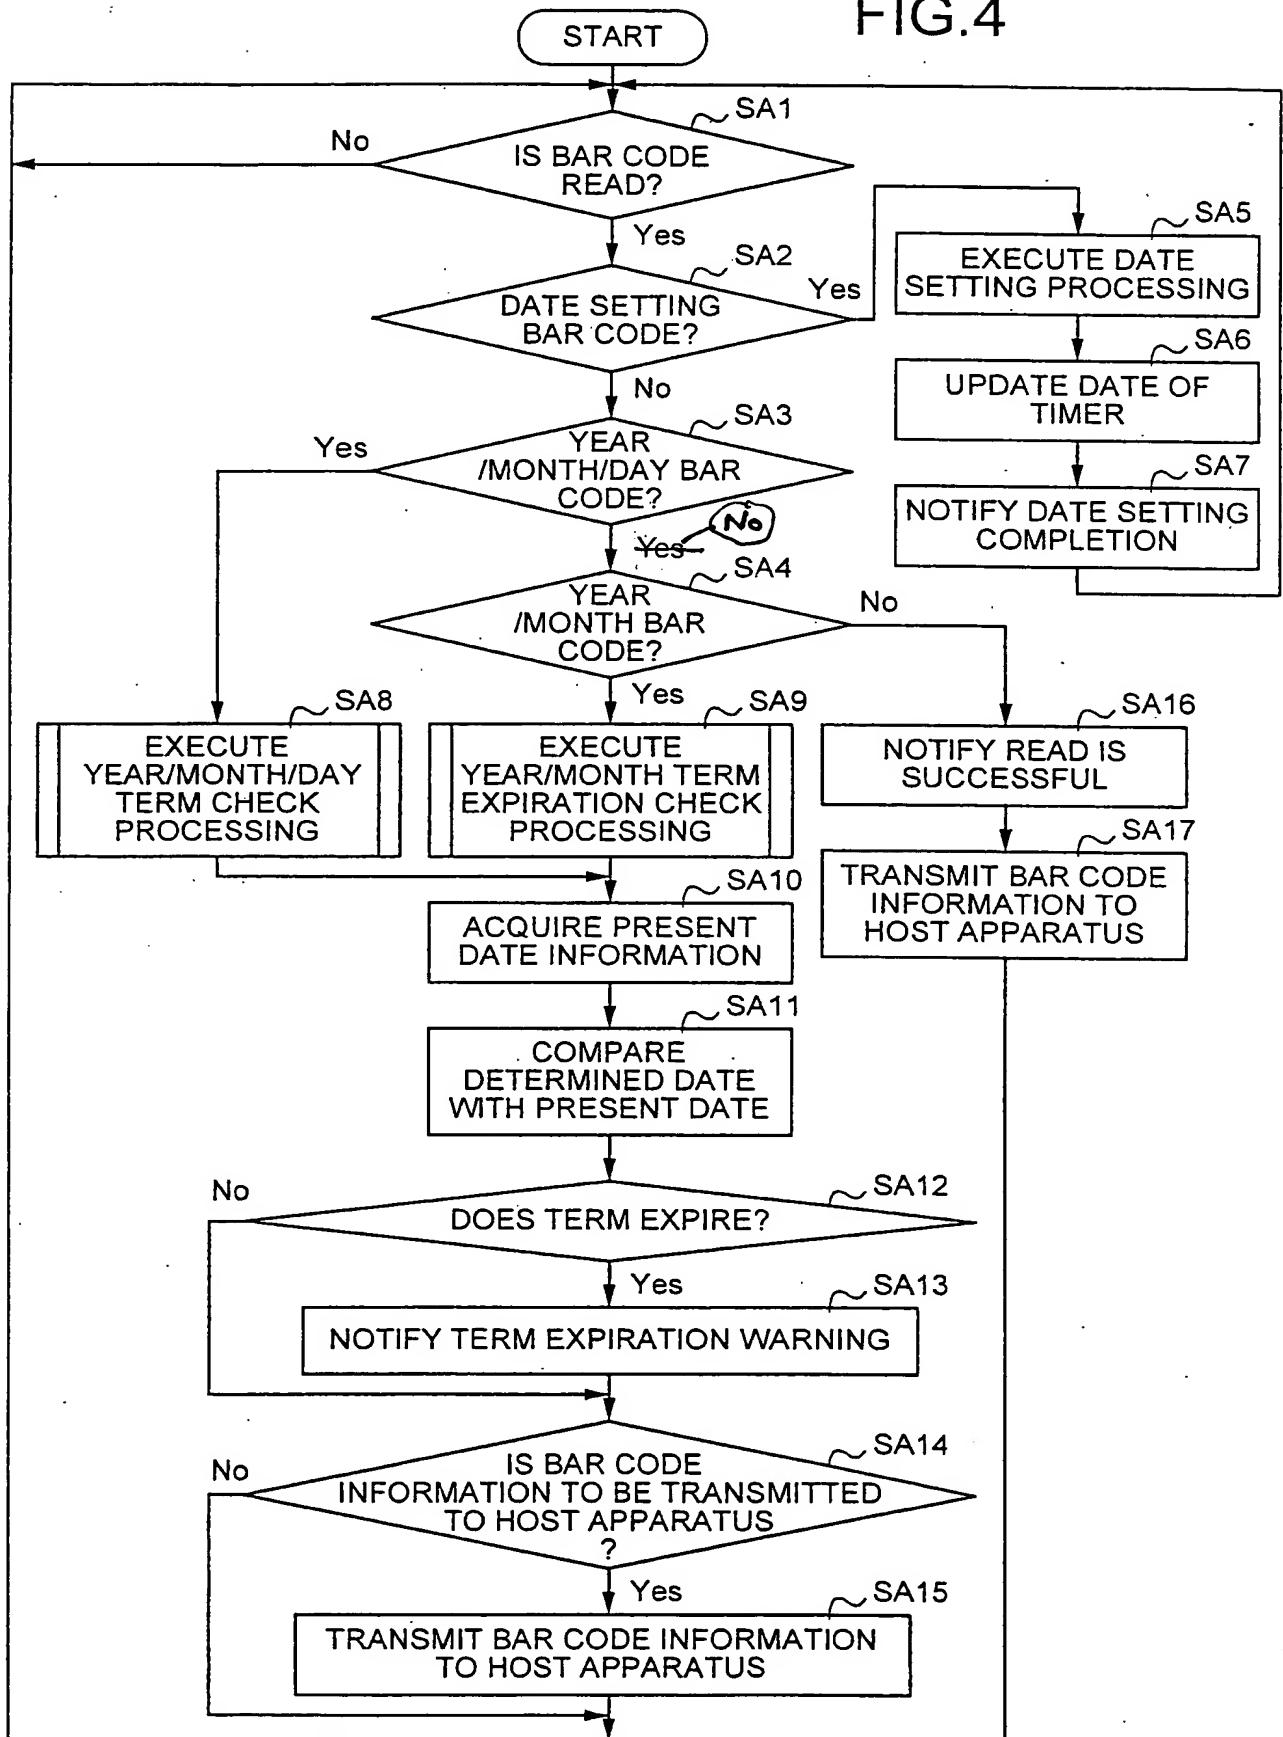 FIG.4
START
SA1
No
IS BAR CODE
READ?
Yes
SA2
Yes
DATE SETTING
BAR CODE?
No
SA5
EXECUTE DATE
SETTING PROCESSING
SA6
UPDATE DATE OF
TIMER
SA7
NOTIFY DATE SETTING
COMPLETION
SA3
Yes
YEAR
/MONTH/DAY BAR
CODE?
Yes
No
SA4
YEAR
/MONTH BAR
CODE?
No
Yes
SA8
EXECUTE
YEAR/MONTH/DAY
TERM CHECK
PROCESSING
SA9
EXECUTE
YEAR/MONTH TERM
EXPIRATION CHECK
PROCESSING
SA16
NOTIFY READ IS
SUCCESSFUL
SA17
TRANSMIT BAR CODE
INFORMATION TO
HOST APPARATUS
SA10
ACQUIRE PRESENT
DATE INFORMATION
SA11
COMPARE
DETERMINED DATE
WITH PRESENT DATE
SA12
No
DOES TERM EXPIRE?
Yes
SA13
NOTIFY TERM EXPIRATION WARNING
SA14
No
IS BAR CODE
INFORMATION TO BE TRANSMITTED
TO HOST APPARATUS
?
Yes
SA15
TRANSMIT BAR CODE INFORMATION
TO HOST APPARATUS